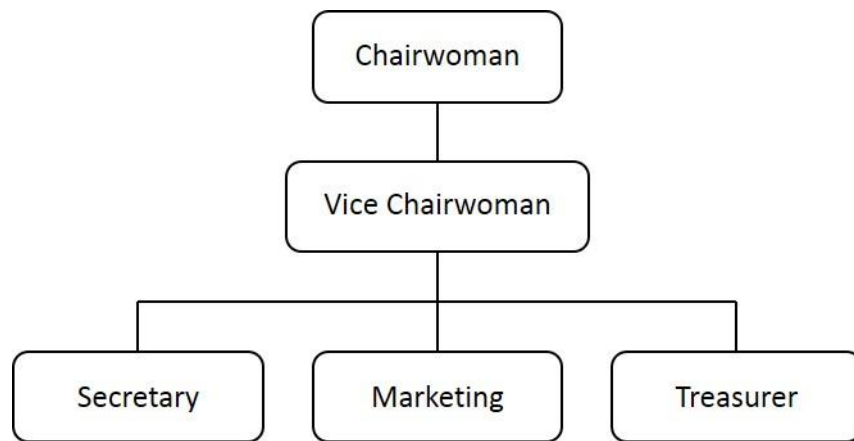 Chairwoman
Vice Chairwoman
Secretary
Marketing
Treasurer